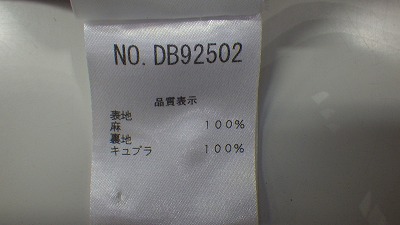 NO. DB92502
品質表示
表地
麻 100%
裏地
キュプラ 100%